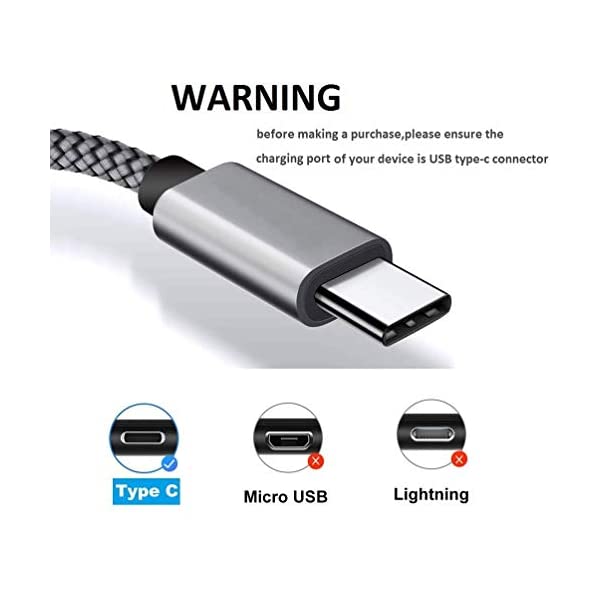 WARNING
before making a purchase,please ensure the
charging port of your device is USB type-c connector
Type C
Micro USB
Lightning